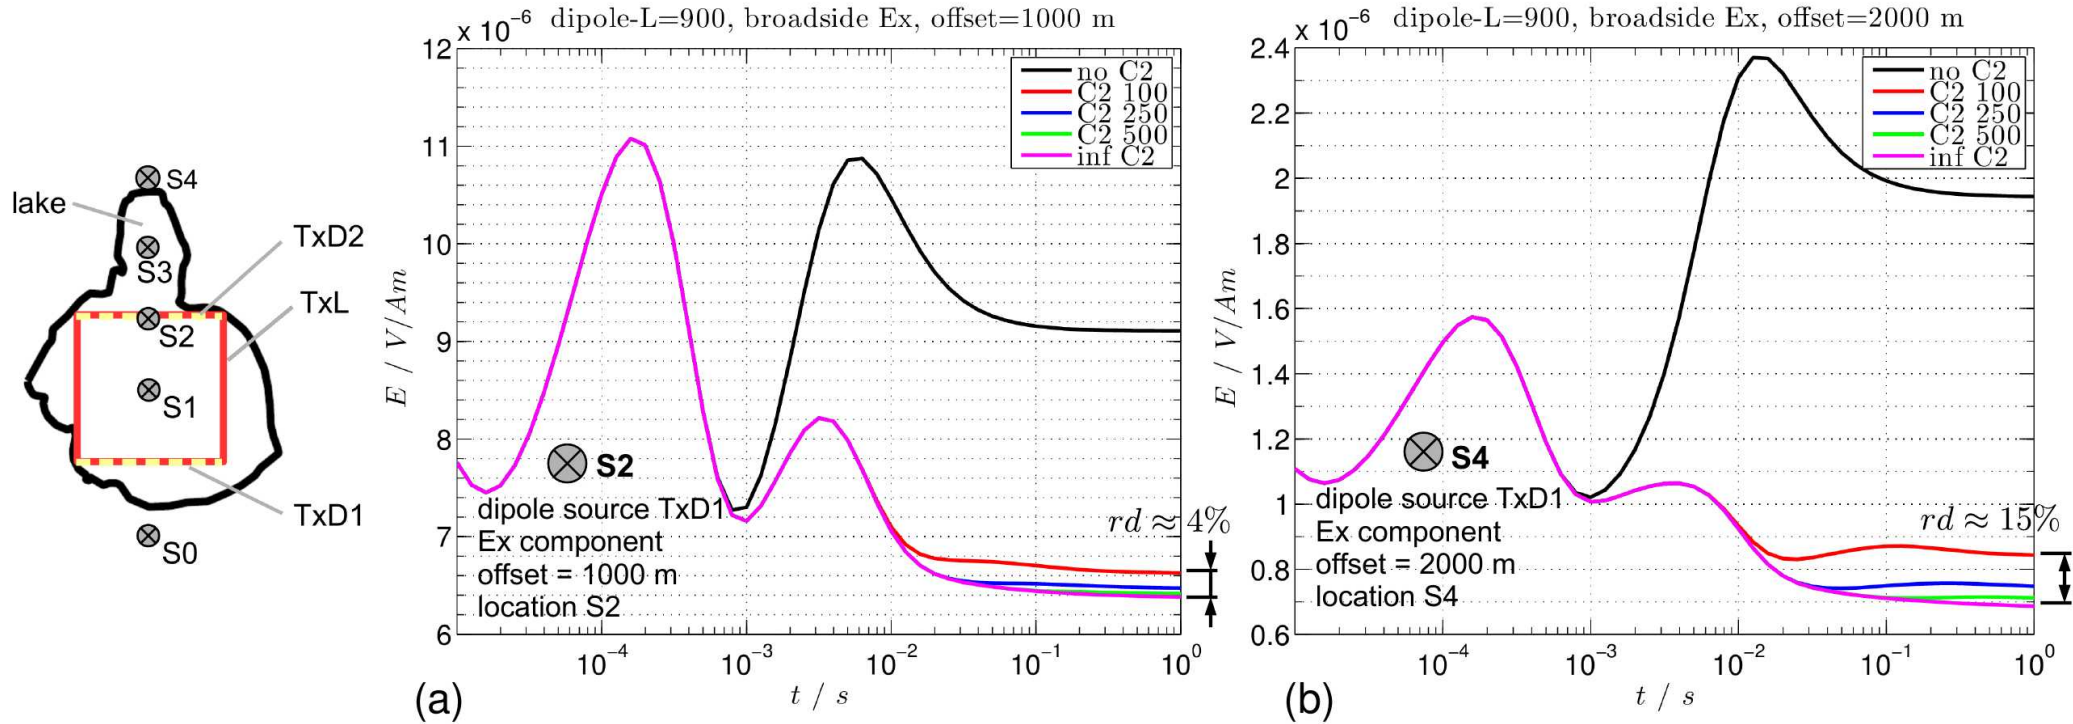 S4
lake
TxD2
S3
TxL
S2
S1
TxD1
S0
x 10⁻⁶ dipole-L=900, broadside Ex, offset=1000 m
12
11
10
9
8
7
6
E / V/Am
no C2
C2 100
C2 250
C2 500
inf C2
S2
dipole source TxD1
Ex component
offset = 1000 m
location S2
rd ≈ 4%
10⁻⁴ 10⁻³ 10⁻² 10⁻¹ 10⁰
t / s
(a)
x 10⁻⁶ dipole-L=900, broadside Ex, offset=2000 m
2.4
2.2
2
1.8
1.6
1.4
1.2
1
0.8
0.6
E / V/Am
no C2
C2 100
C2 250
C2 500
inf C2
S4
dipole source TxD1
Ex component
offset = 2000 m
location S4
rd ≈ 15%
10⁻⁴ 10⁻³ 10⁻² 10⁻¹ 10⁰
t / s
(b)